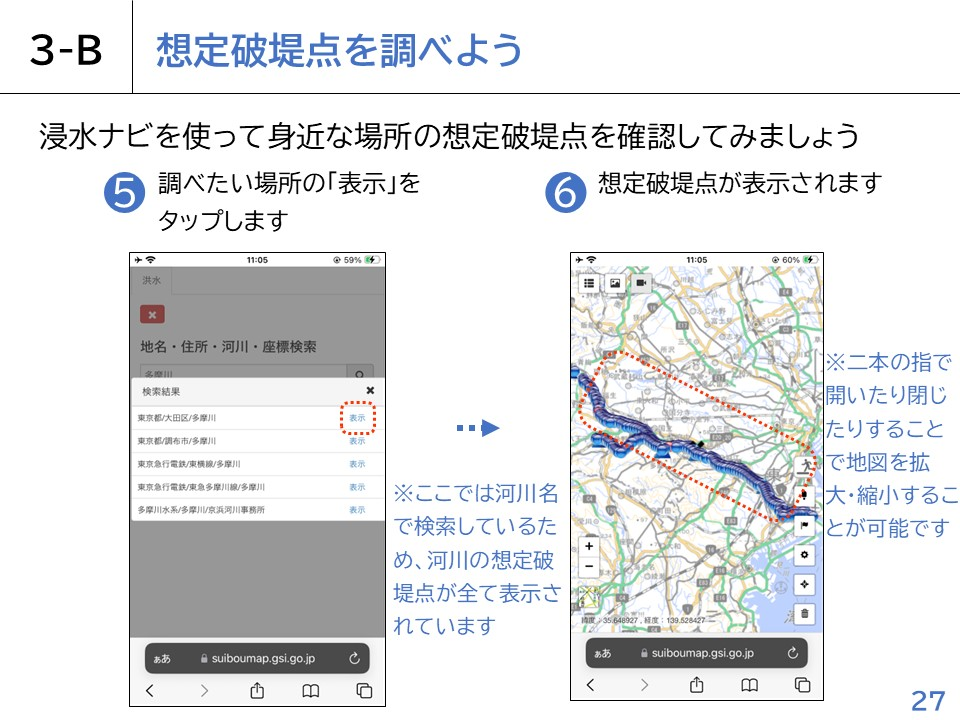 3-B
想定破堤点を調べよう
浸水ナビを使って身近な場所の想定破堤点を確認してみましょう
5
調べたい場所の「表示」を
タップします
6
想定破堤点が表示されます
11:05
59%
洪水
地名・住所・河川・座標検索
多摩川
検索結果
東京都/大田区/多摩川 表示
東京都/調布市/多摩川 表示
東京急行電鉄/東横線/多摩川 表示
東京急行電鉄/東急多摩川線/多摩川 表示
多摩川水系/多摩川/京浜河川事務所 表示
ぁあ
suiboumap.gsi.go.jp
※ここでは河川名
で検索しているた
め、河川の想定破
堤点が全て表示さ
れています
11:05
60%
所沢
緯度:35.648927 , 経度:139.528427
ぁあ
suiboumap.gsi.go.jp
※二本の指で
開いたり閉じ
たりすること
で地図を拡
大・縮小するこ
とが可能です
27